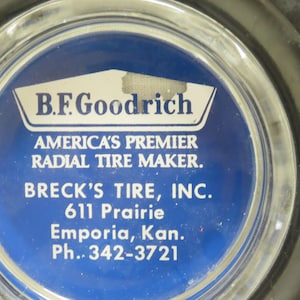 B.F.Goodrich
AMERICA'S PREMIER
RADIAL TIRE MAKER.
BRECK'S TIRE, INC.
611 Prairie
Emporia, Kan.
Ph. 342-3721